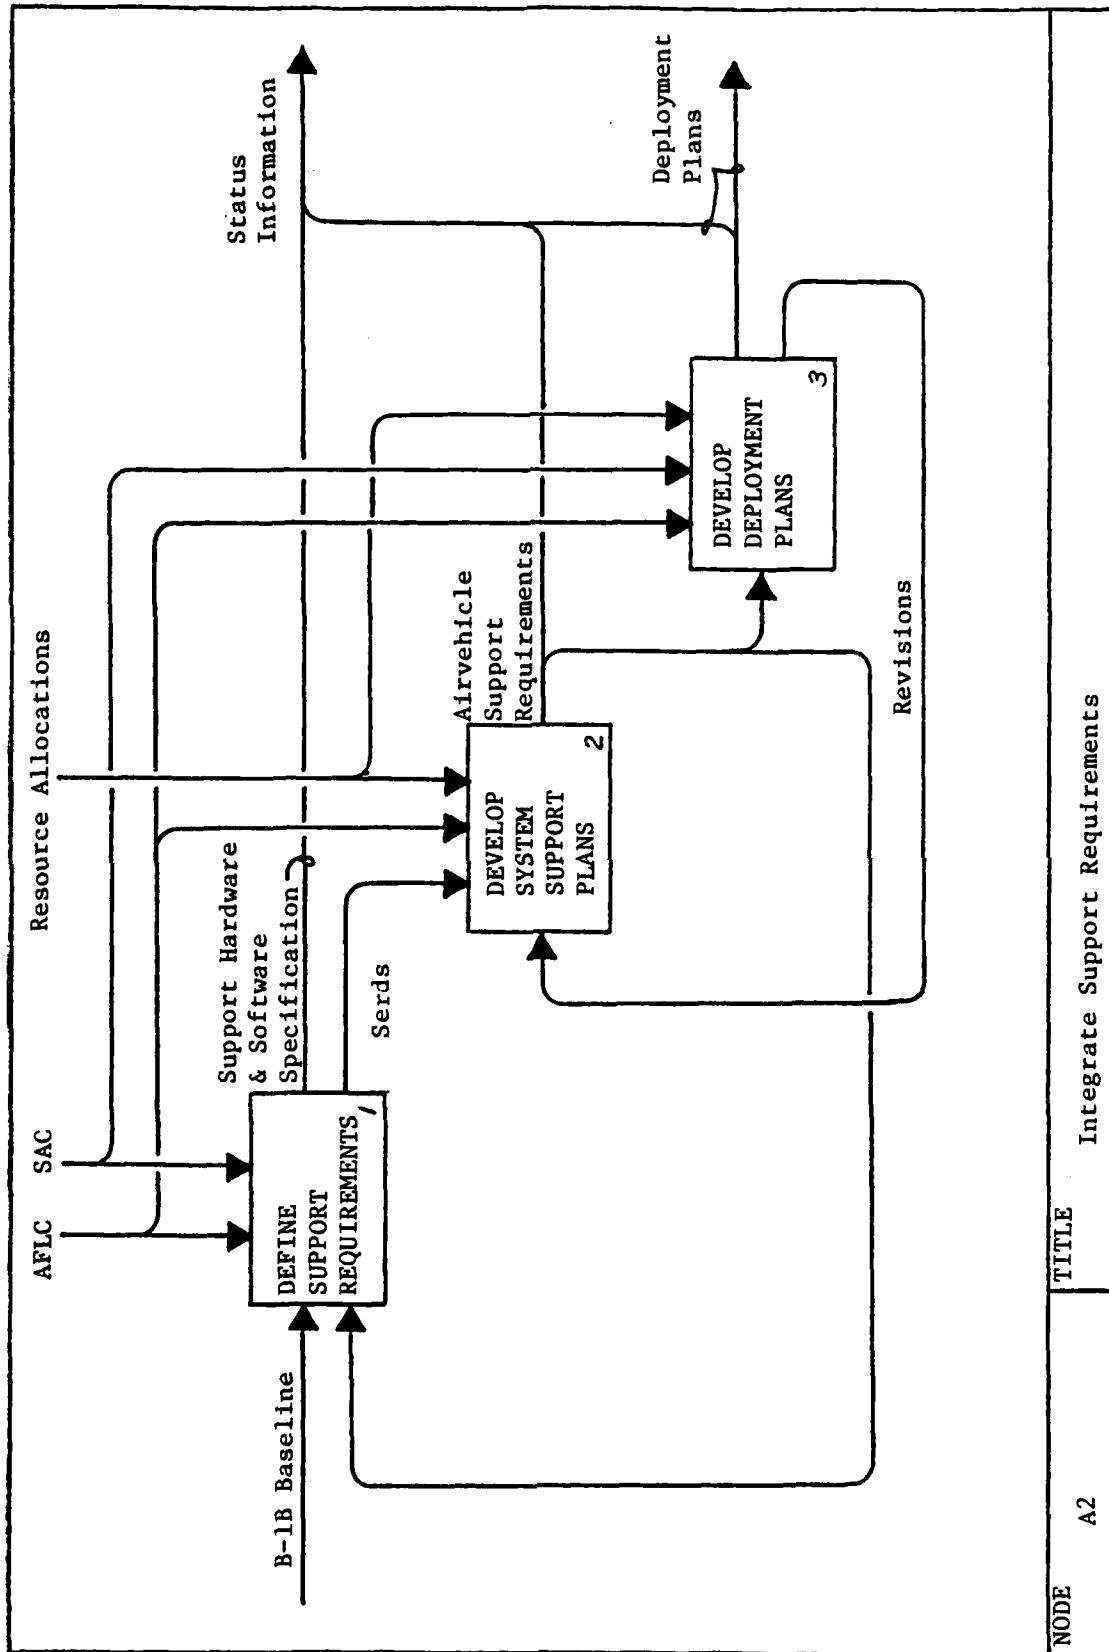 AFLC
SAC
Resource Allocations
Status
Information
B-1B Baseline
DEFINE
SUPPORT
REQUIREMENTS
1
Support Hardware
& Software
Specification
Serds
DEVELOP
SYSTEM
SUPPORT
PLANS
2
Airvehicle
Support
Requirements
DEVELOP
DEPLOYMENT
PLANS
3
Deployment
Plans
Revisions
NODE
A2
TITLE
Integrate Support Requirements